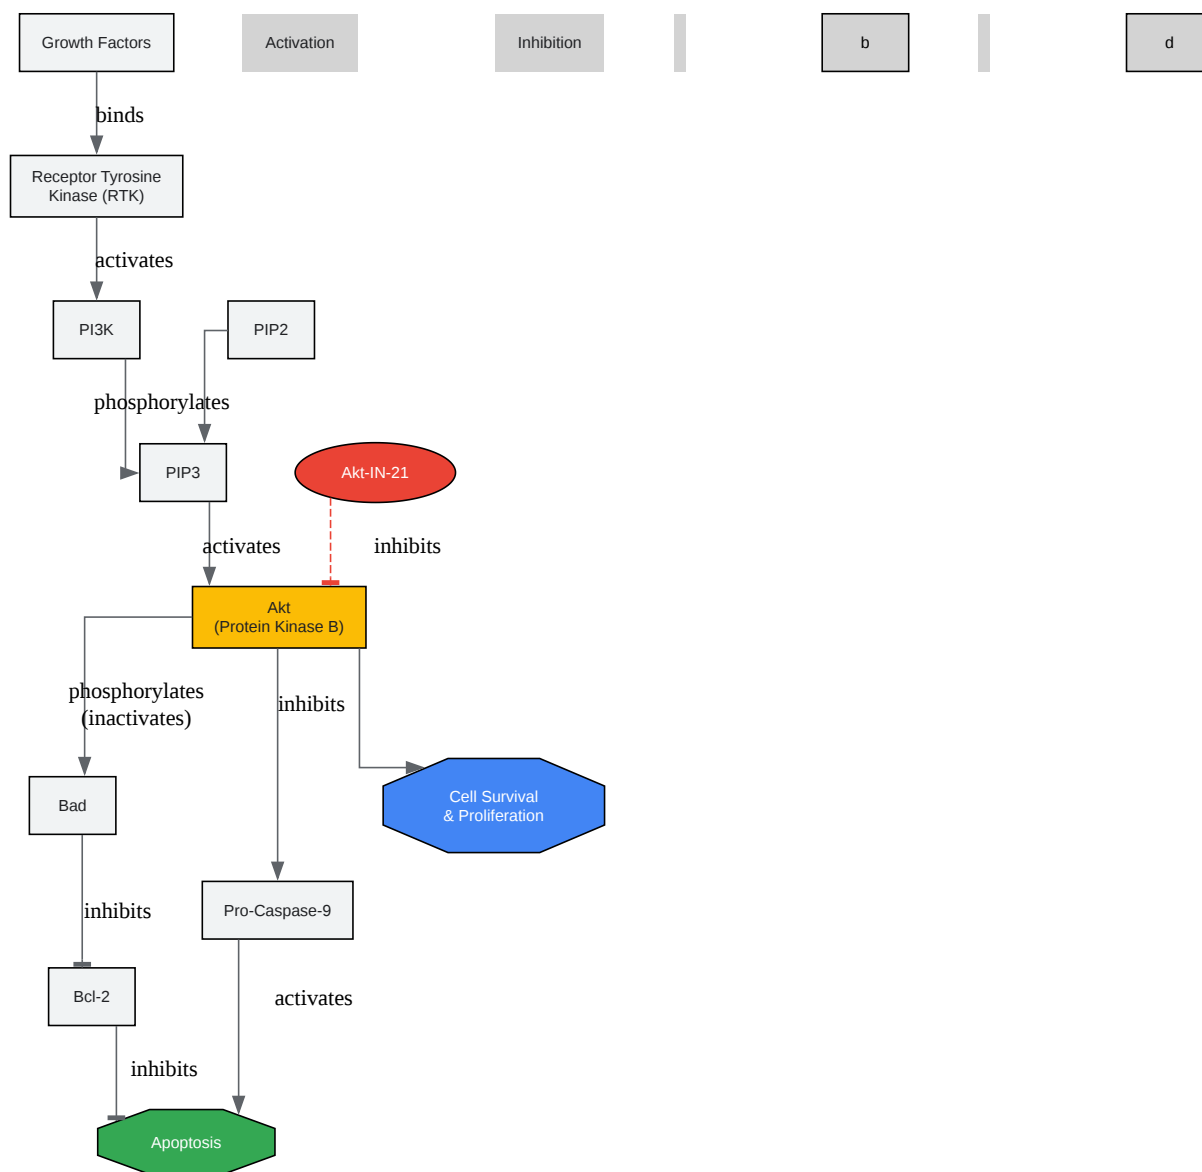 Growth Factors
Activation
Inhibition
b
d
binds
Receptor Tyrosine
Kinase (RTK)
activates
PI3K
PIP2
phosphorylates
PIP3
Akt-IN-21
activates
inhibits
Akt
(Protein Kinase B)
phosphorylates
(inactivates)
inhibits
Cell Survival
& Proliferation
Bad
Pro-Caspase-9
inhibits
Bcl-2
activates
inhibits
Apoptosis